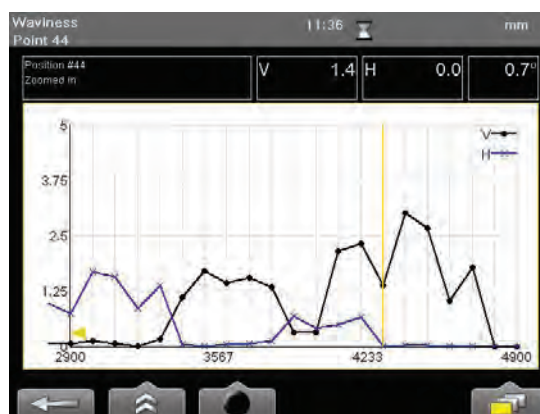 Waviness 11:36 mm
Point 44
Position #44
Zoomed in
V 1.4 H 0.0 0.7°
5
V
H
3.75
2.5
1.25
0
2900 3567 4233 4900